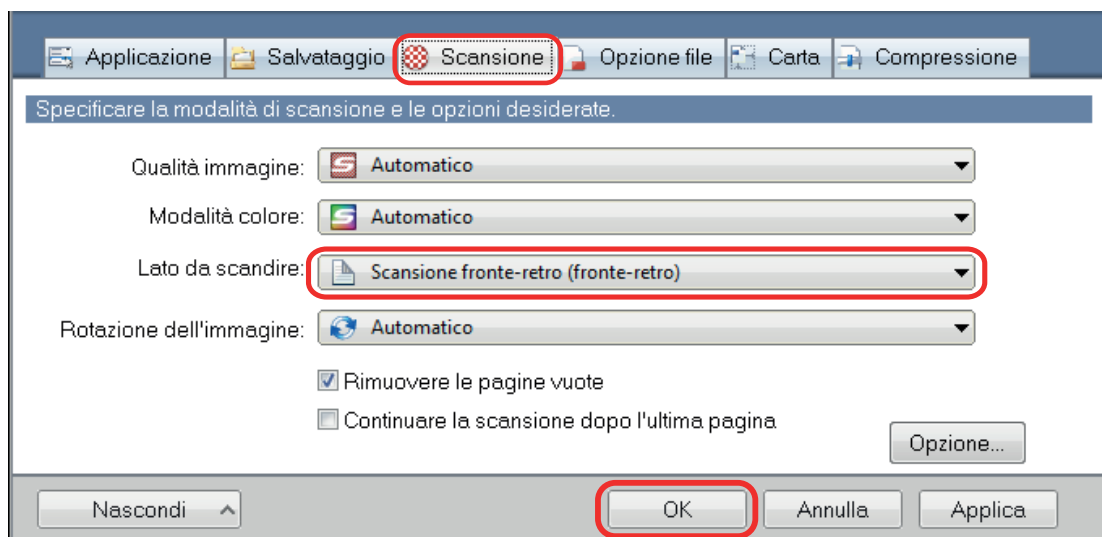 Applicazione Salvataggio Scansione Opzione file Carta Compressione
Specificare la modalità di scansione e le opzioni desiderate.
Qualità immagine: Automatico
Modalità colore: Automatico
Lato da scandire: Scansione fronte-retro (fronte-retro)
Rotazione dell'immagine: Automatico
Rimuovere le pagine vuote
Continuare la scansione dopo l'ultima pagina
Opzione...
Nascondi OK Annulla Applica